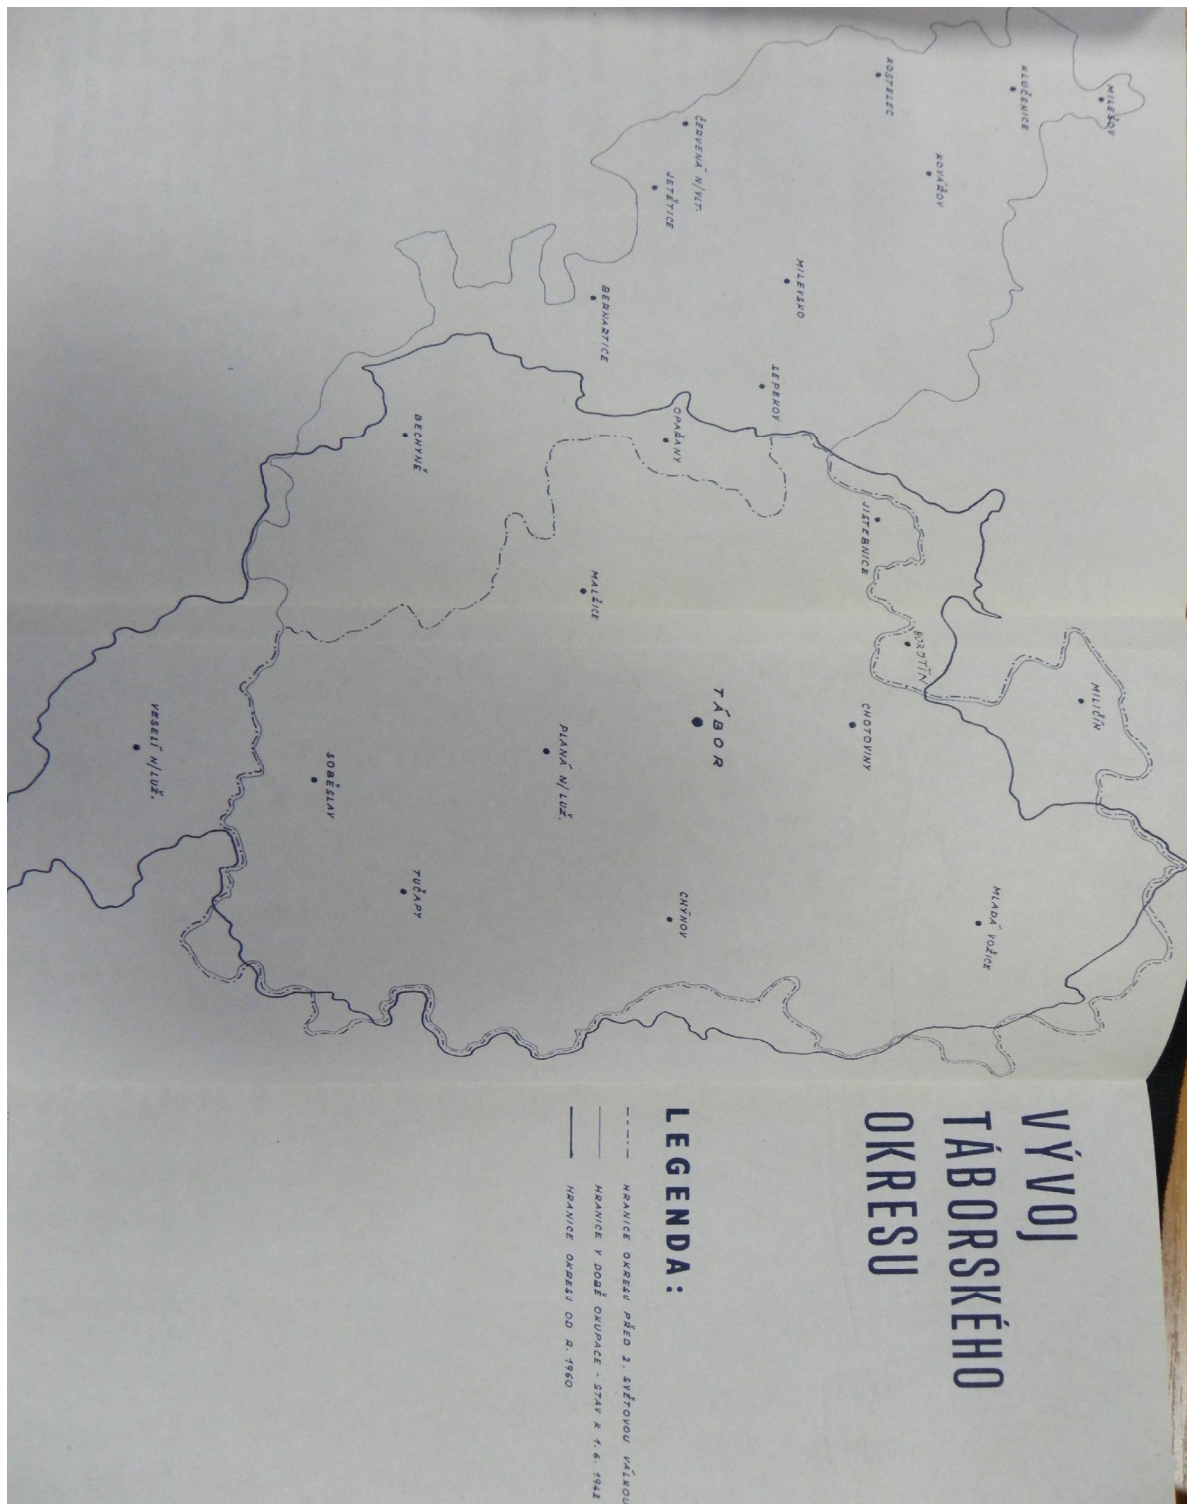 VÝVOJ
TÁBORSKÉHO
OKRESU
LEGENDA:
HRANICE OKRESU PŘED 2. SVĚTOVOU VÁLKOU
HRANICE V DOBĚ OKUPACE - STAV K 1.6. 1942
HRANICE OKRESU OD R. 1960
MILEŠOV
MILIČÍN
KLUČENICE
MLADÁ VOŽICE
KOVÁŘOV
BOROTÍN
KOSTELEC
JISTEBNICE
CHOTOVINY
MILEVSKO
SEPEKOV
TÁBOR
ČERVENÁ N/VLT.
CHÝNOV
JETĚTICE
OPAŘANY
BERNARTICE
MALŠICE
PLANÁ N/LUŽ.
BECHYNĚ
TUČAPY
SOBĚSLAV
VESELÍ N/LUŽ.